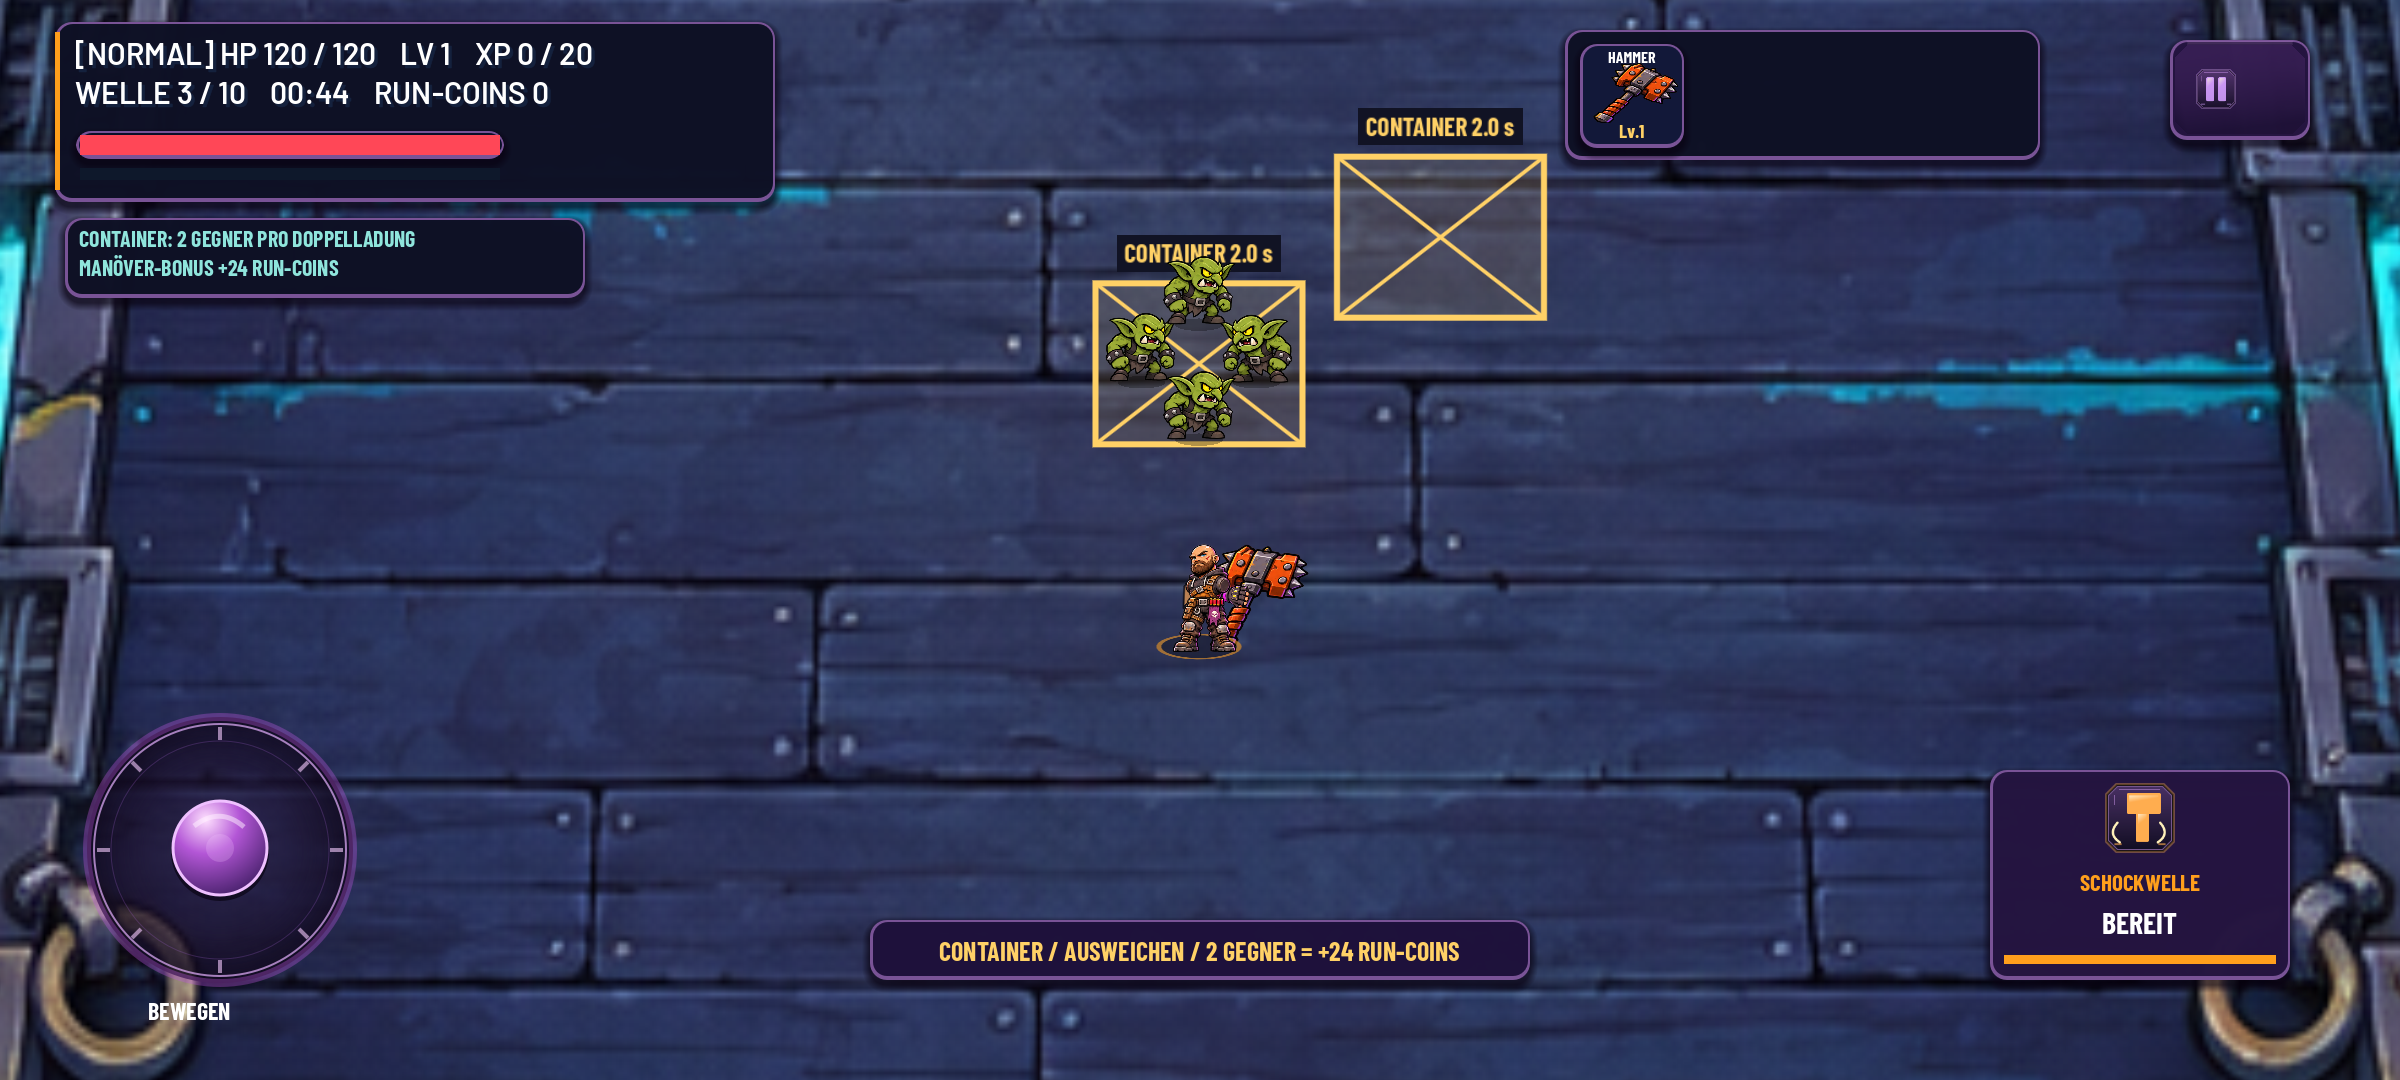 [NORMAL] HP 120 / 120 LV 1 XP 0 / 20
WELLE 3 / 10 00:44 RUN-COINS 0
CONTAINER: 2 GEGNER PRO DOPPELLADUNG
MANÖVER-BONUS +24 RUN-COINS
HAMMER
Lv.1
CONTAINER 2.0 s
CONTAINER 2.0 s
SCHOCKWELLE
BEREIT
CONTAINER / AUSWEICHEN / 2 GEGNER = +24 RUN-COINS
BEWEGEN